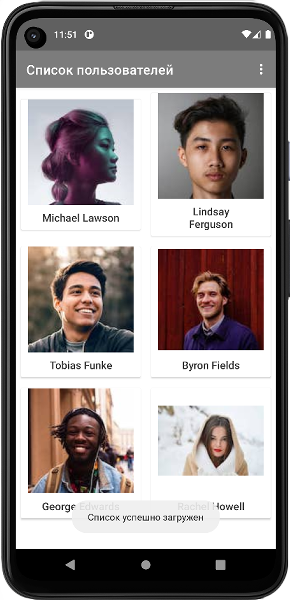 11:51
Список пользователей
Michael Lawson
Lindsay
Ferguson
Tobias Funke
Byron Fields
George Edwards
Rachel Howell
Список успешно загружен